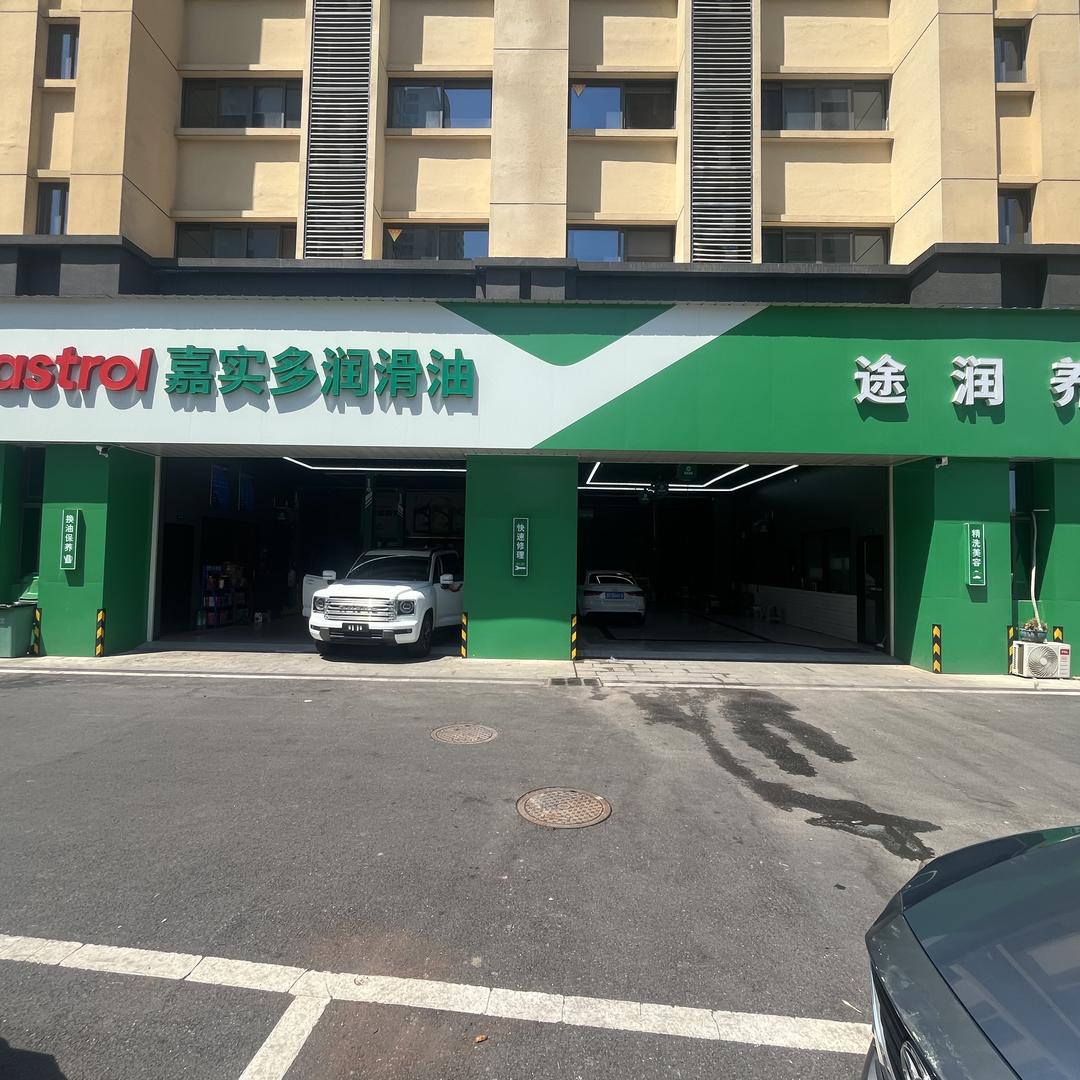 astrol 嘉实多润滑油
途润养
换油保养
快速修理
精洗美容